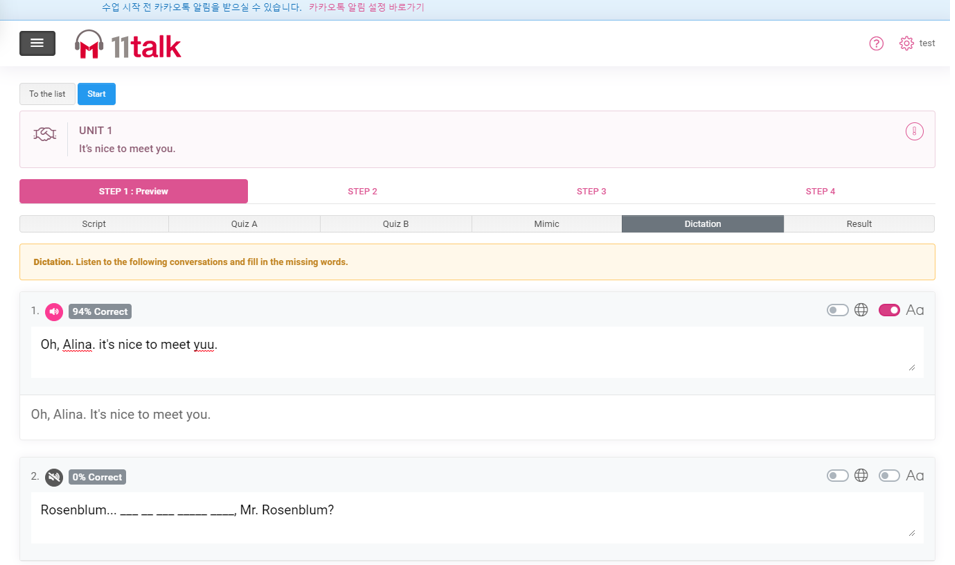 수업 시작 전 카카오톡 알림을 받으실 수 있습니다. 카카오톡 알림 설정 바로가기
11talk
? test
To the list Start
UNIT 1
It's nice to meet you.
STEP 1 : Preview STEP 2 STEP 3 STEP 4
Script Quiz A Quiz B Mimic Dictation Result
Dictation. Listen to the following conversations and fill in the missing words.
1. 94% Correct Aa
Oh, Alina. it's nice to meet yuu.
Oh, Alina. It's nice to meet you.
2. 0% Correct Aa
Rosenblum... ___ __ ___ _____ ____, Mr. Rosenblum?